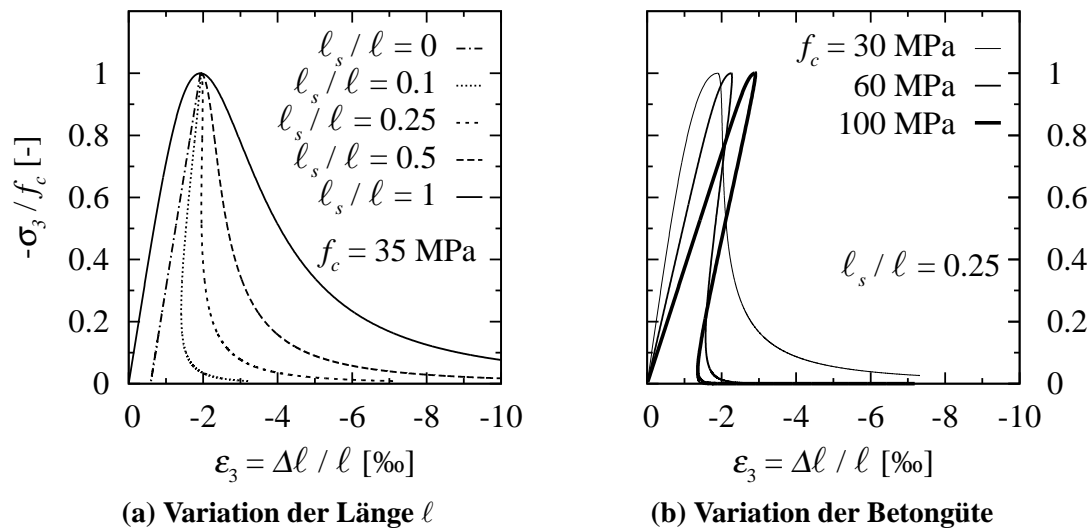 ℓs / ℓ = 0
ℓs / ℓ = 0.1
ℓs / ℓ = 0.25
ℓs / ℓ = 0.5
ℓs / ℓ = 1
fc = 35 MPa
-σ3 / fc [-]
1
0.8
0.6
0.4
0.2
0
0 -2 -4 -6 -8 -10
ε3 = Δℓ / ℓ [‰]
(a) Variation der Länge ℓ
fc = 30 MPa
60 MPa
100 MPa
ℓs / ℓ = 0.25
1
0.8
0.6
0.4
0.2
0
0 -2 -4 -6 -8 -10
ε3 = Δℓ / ℓ [‰]
(b) Variation der Betongüte